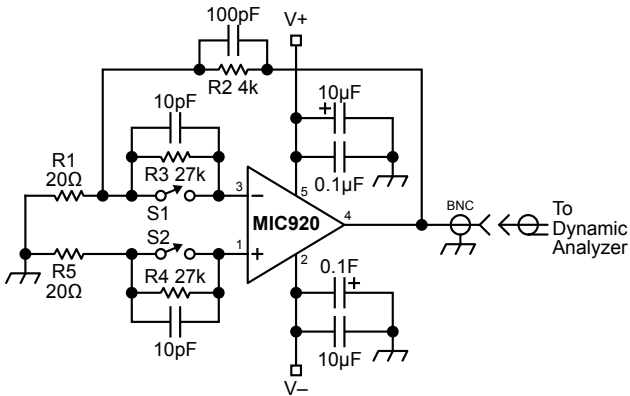 100pF
V+
R2 4k
10pF
10µF
+
R1
20Ω
R3 27k
0.1µF
S1
3
−
5
MIC920
4
BNC
To
Dynamic
Analyzer
S2
1
+
2
R5
20Ω
R4 27k
0.1F
+
10pF
10µF
V–